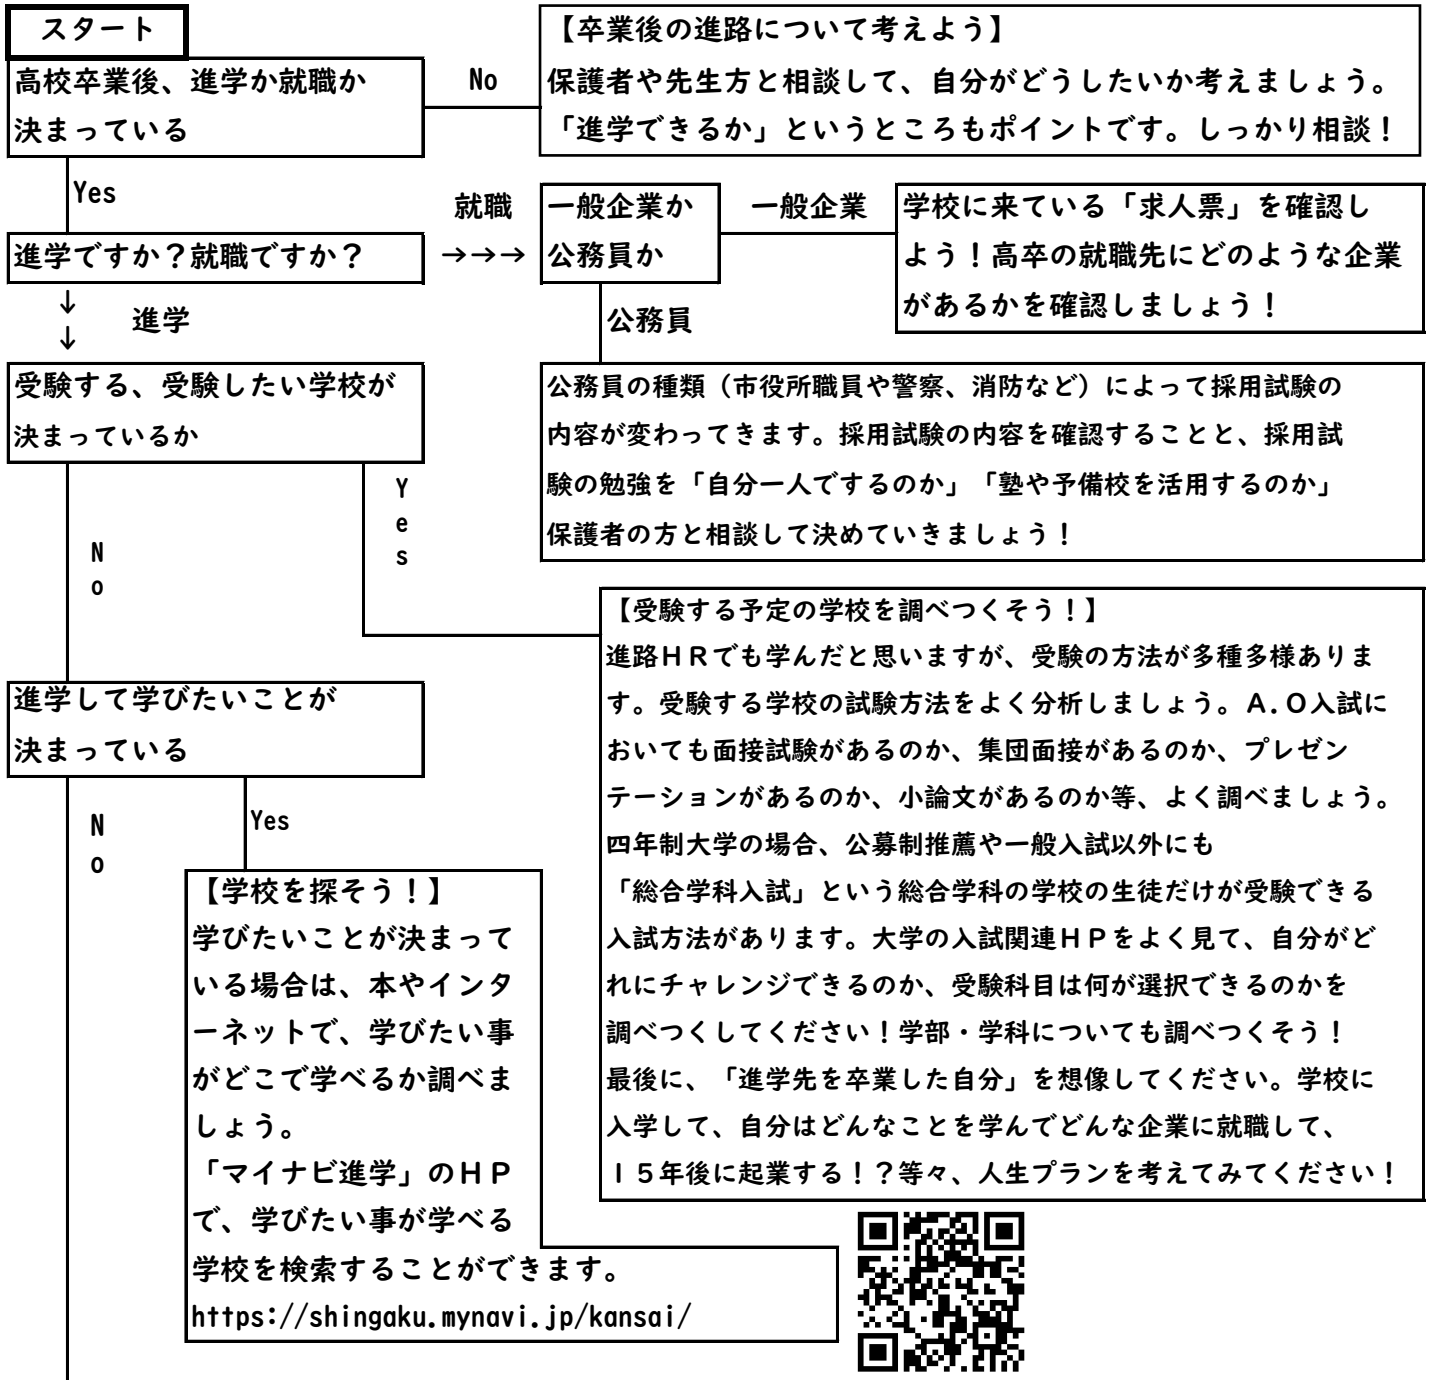 スタート
高校卒業後、進学か就職か
決まっている
No
【卒業後の進路について考えよう】
保護者や先生方と相談して、自分がどうしたいか考えましょう。
「進学できるか」というところもポイントです。しっかり相談！
Yes
進学ですか？就職ですか？
就職
→→→
一般企業か
公務員か
一般企業
学校に来ている「求人票」を確認し
よう！高卒の就職先にどのような企業
があるかを確認しましょう！
↓
↓
進学
公務員
受験する、受験したい学校が
決まっているか
公務員の種類（市役所職員や警察、消防など）によって採用試験の
内容が変わってきます。採用試験の内容を確認することと、採用試
験の勉強を「自分一人でするのか」「塾や予備校を活用するのか」
保護者の方と相談して決めていきましょう！
Yes
No
【受験する予定の学校を調べつくそう！】
進路ＨＲでも学んだと思いますが、受験の方法が多種多様ありま
す。受験する学校の試験方法をよく分析しましょう。Ａ.Ｏ入試に
おいても面接試験があるのか、集団面接があるのか、プレゼン
テーションがあるのか、小論文があるのか等、よく調べましょう。
四年制大学の場合、公募制推薦や一般入試以外にも
「総合学科入試」という総合学科の学校の生徒だけが受験できる
入試方法があります。大学の入試関連ＨＰをよく見て、自分がど
れにチャレンジできるのか、受験科目は何が選択できるのかを
調べつくしてください！学部・学科についても調べつくそう！
最後に、「進学先を卒業した自分」を想像してください。学校に
入学して、自分はどんなことを学んでどんな企業に就職して、
１５年後に起業する！？等々、人生プランを考えてみてください！
進学して学びたいことが
決まっている
No
Yes
【学校を探そう！】
学びたいことが決まって
いる場合は、本やインタ
ーネットで、学びたい事
がどこで学べるか調べま
しょう。
「マイナビ進学」のＨＰ
で、学びたい事が学べる
学校を検索することができます。
https://shingaku.mynavi.jp/kansai/